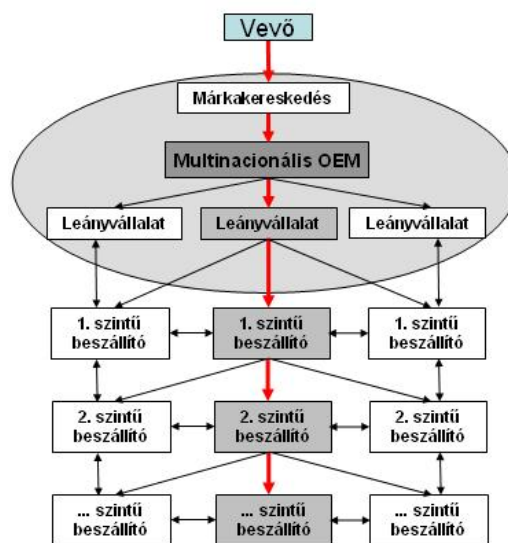 Vevő
Márkakereskedés
Multinacionális OEM
Leányvállalat
Leányvállalat
Leányvállalat
1. szintű
beszállító
1. szintű
beszállító
1. szintű
beszállító
2. szintű
beszállító
2. szintű
beszállító
2. szintű
beszállító
... szintű
beszállító
... szintű
beszállító
... szintű
beszállító